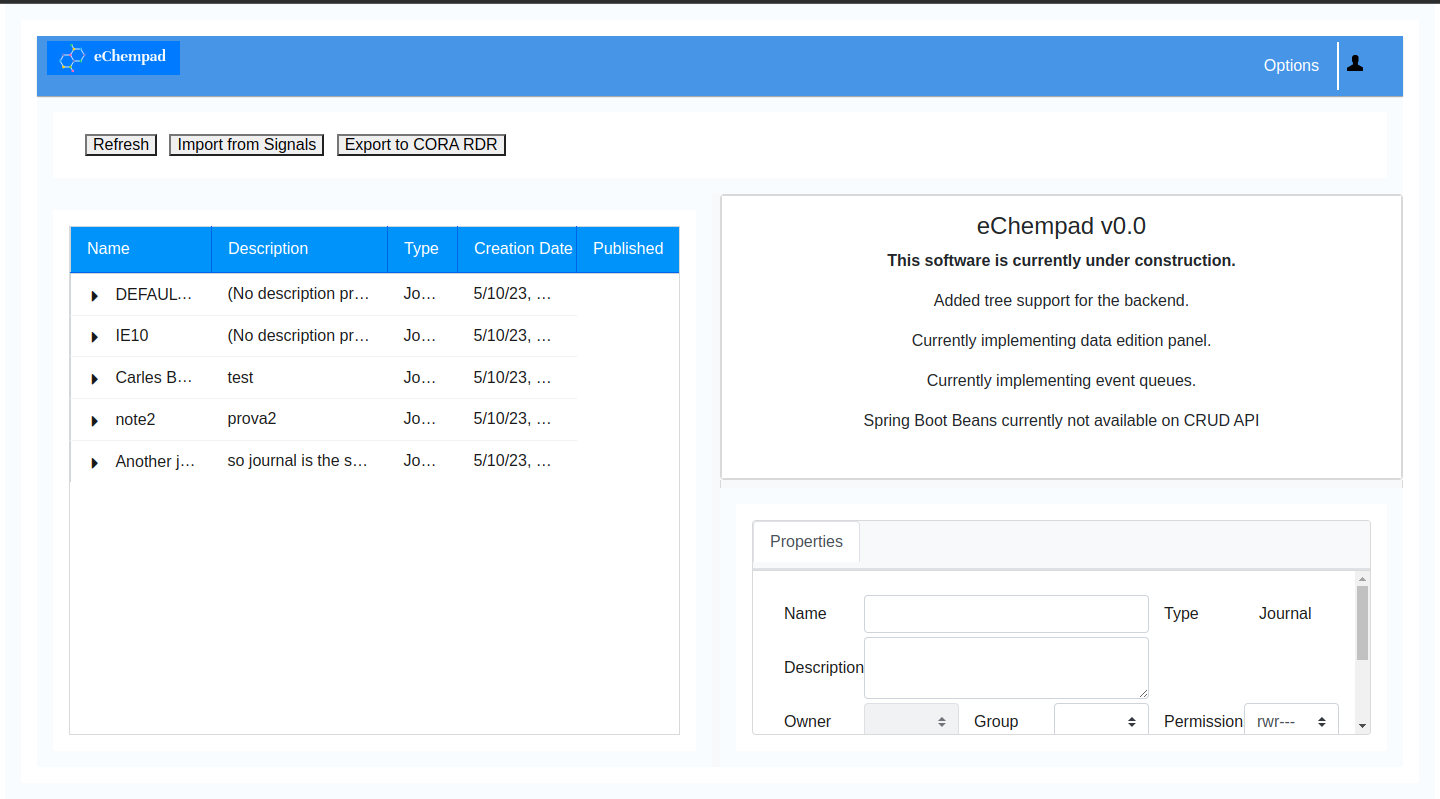 eChempad
Options
Refresh Import from Signals Export to CORA RDR
Name Description Type Creation Date Published
DEFAUL... (No description pr... Jo... 5/10/23, ...
IE10 (No description pr... Jo... 5/10/23, ...
Carles B... test Jo... 5/10/23, ...
note2 prova2 Jo... 5/10/23, ...
Another j... so journal is the s... Jo... 5/10/23, ...
eChempad v0.0
This software is currently under construction.
Added tree support for the backend.
Currently implementing data edition panel.
Currently implementing event queues.
Spring Boot Beans currently not available on CRUD API
Properties
Name Type Journal
Description
Owner Group Permission rwr---